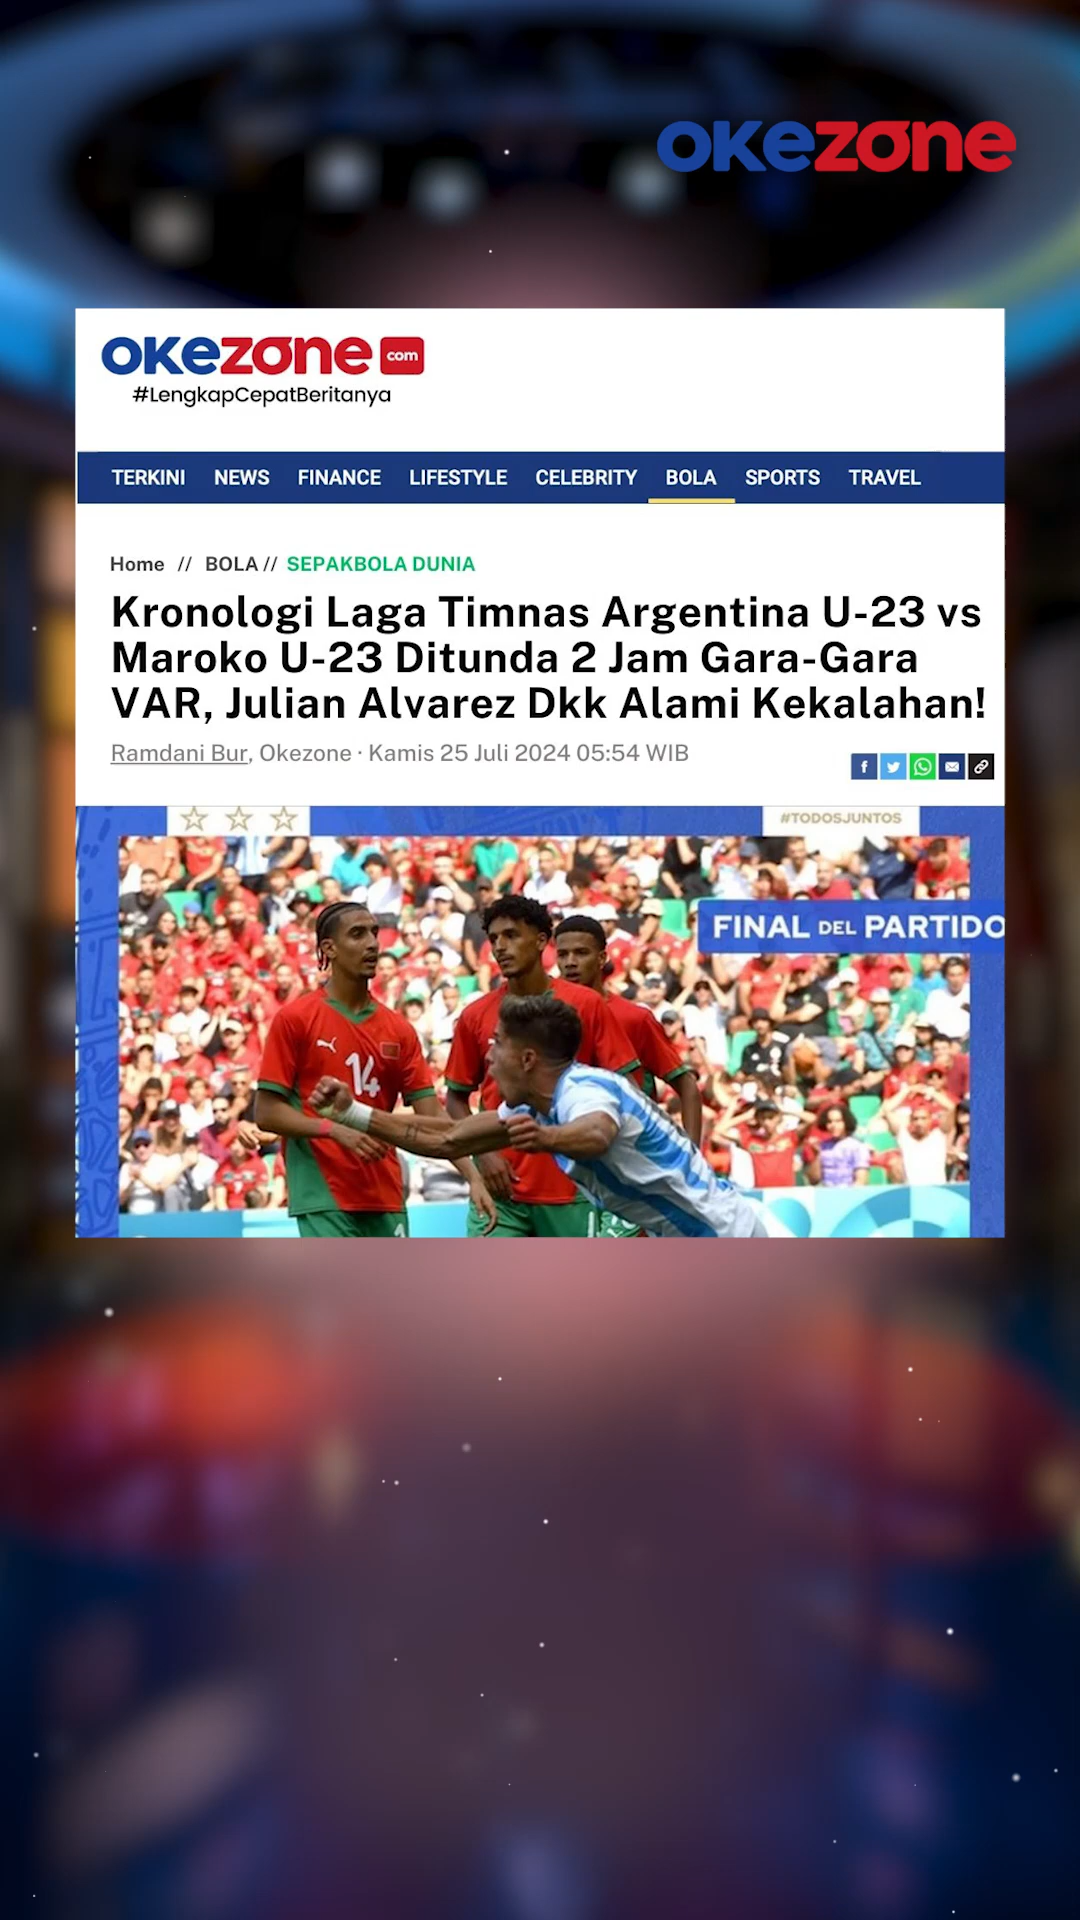 okezone
okezone com
#LengkapCepatBeritanya
TERKINI NEWS FINANCE LIFESTYLE CELEBRITY BOLA SPORTS TRAVEL
Home // BOLA // SEPAKBOLA DUNIA
Kronologi Laga Timnas Argentina U-23 vs
Maroko U-23 Ditunda 2 Jam Gara-Gara
VAR, Julian Alvarez Dkk Alami Kekalahan!
Ramdani Bur, Okezone · Kamis 25 Juli 2024 05:54 WIB
#TODOSJUNTOS
FINAL DEL PARTIDO
14